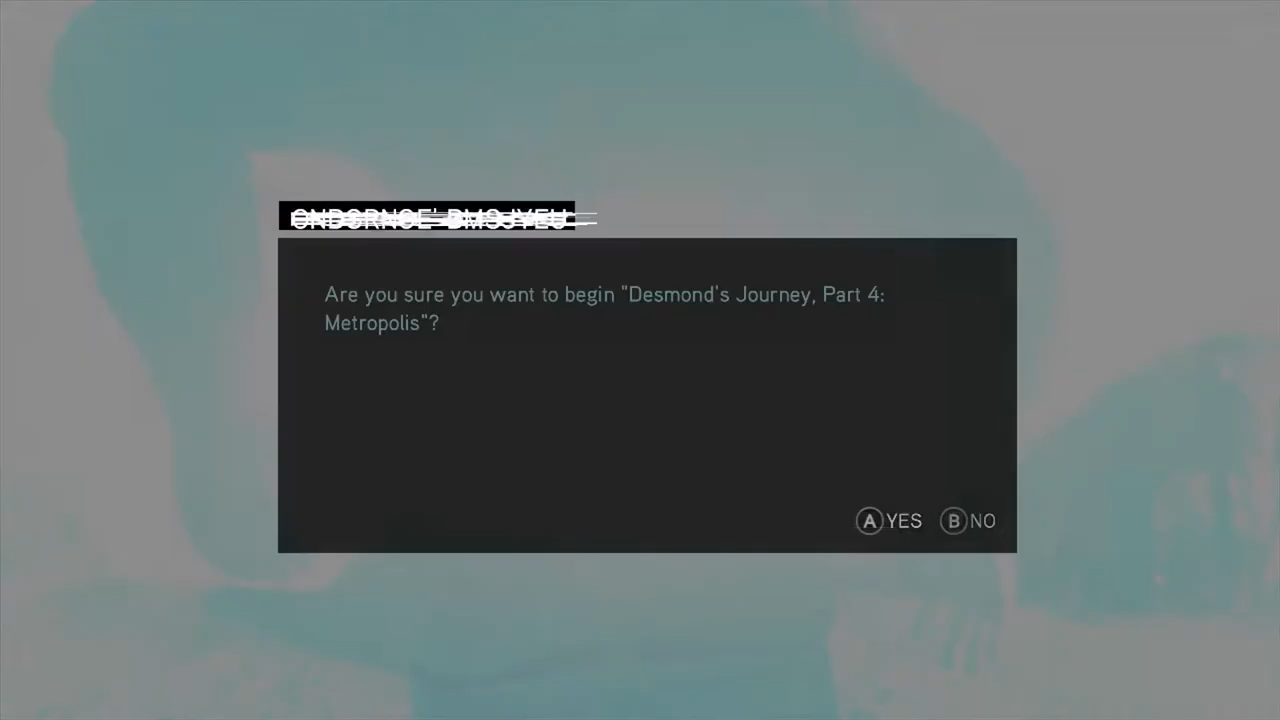 Are you sure you want to begin "Desmond's Journey, Part 4:
Metropolis"?
A YES B NO